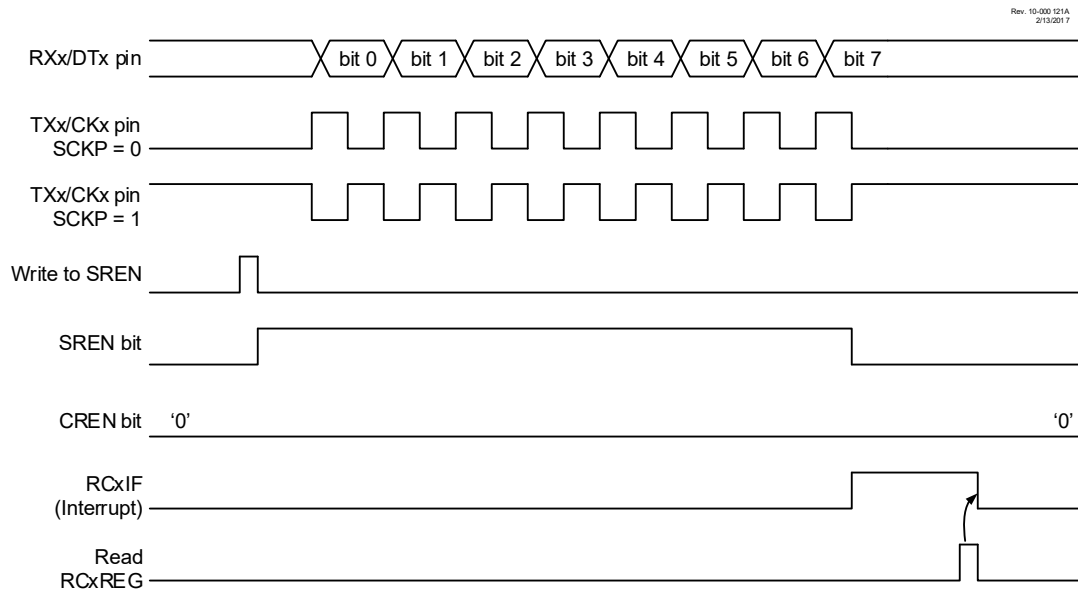 Rev. 10-000 121A
2/13/2017
RXx/DTx pin
bit 0 bit 1 bit 2 bit 3 bit 4 bit 5 bit 6 bit 7
TXx/CKx pin
SCKP = 0
TXx/CKx pin
SCKP = 1
Write to SREN
SREN bit
CREN bit ‘0’ ‘0’
RCxIF
(Interrupt)
Read
RCxREG